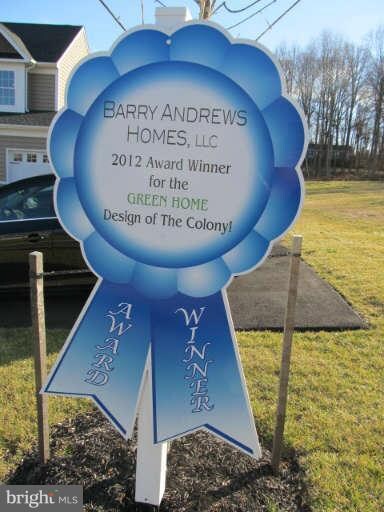 BARRY ANDREWS
HOMES, LLC
2012 Award Winner
for the
GREEN HOME
Design of The Colony!
AWARD
WINNER
bright MLS